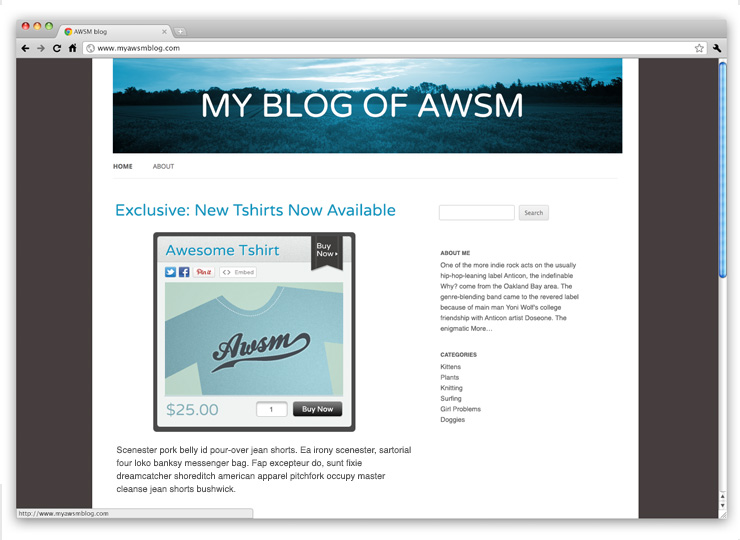 AWSM blog
www.myawsmblog.com
MY BLOG OF AWSM
HOME
ABOUT
Exclusive: New Tshirts Now Available
Awesome Tshirt
Buy
Now
Pin it
Embed
Awsm
$25.00
1
Buy Now
Scenester pork belly id pour-over jean shorts. Ea irony scenester, sartorial
four loko banksy messenger bag. Fap excepteur do, sunt fixie
dreamcatcher shoreditch american apparel pitchfork occupy master
cleanse jean shorts bushwick.
Search
ABOUT ME
One of the more indie rock acts on the usually
hip-hop-leaning label Anticon, the indefinable
Why? come from the Oakland Bay area. The
genre-blending band came to the revered label
because of main man Yoni Wolf's college
friendship with Anticon artist Doseone. The
enigmatic More...
CATEGORIES
Kittens
Plants
Knitting
Surfing
Girl Problems
Doggies
http://www.myawsmblog.com